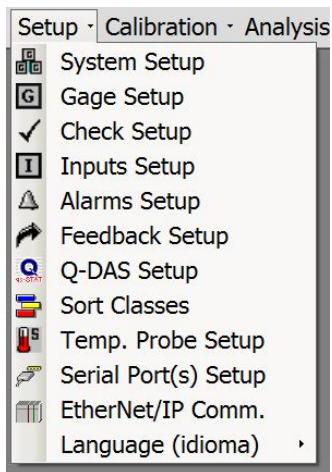 Setup · Calibration · Analysis
System Setup
G Gage Setup
Check Setup
I Inputs Setup
Alarms Setup
Feedback Setup
Q Q-DAS Setup
Sort Classes
S Temp. Probe Setup
Serial Port(s) Setup
EtherNet/IP Comm.
Language (idioma)